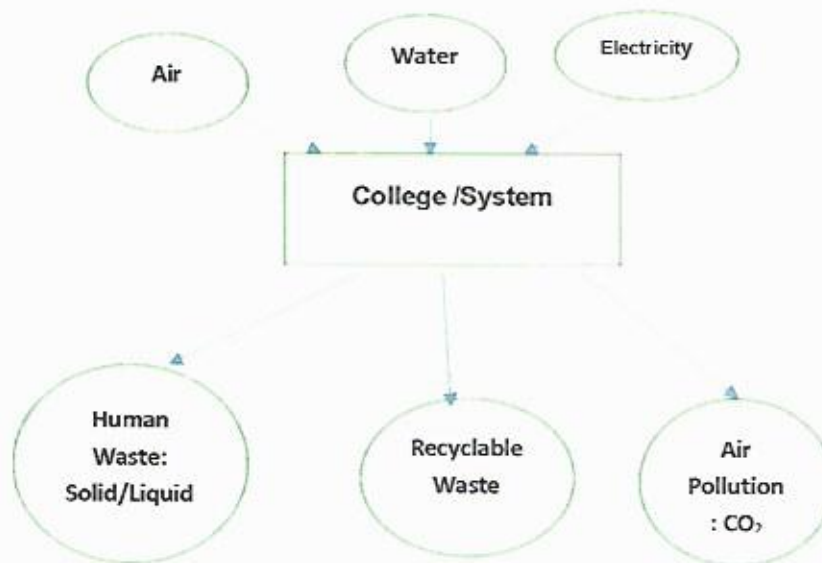 Air
Water
Electricity
College /System
Human
Waste:
Solid/Liquid
Recyclable
Waste
Air
Pollution
: CO₂